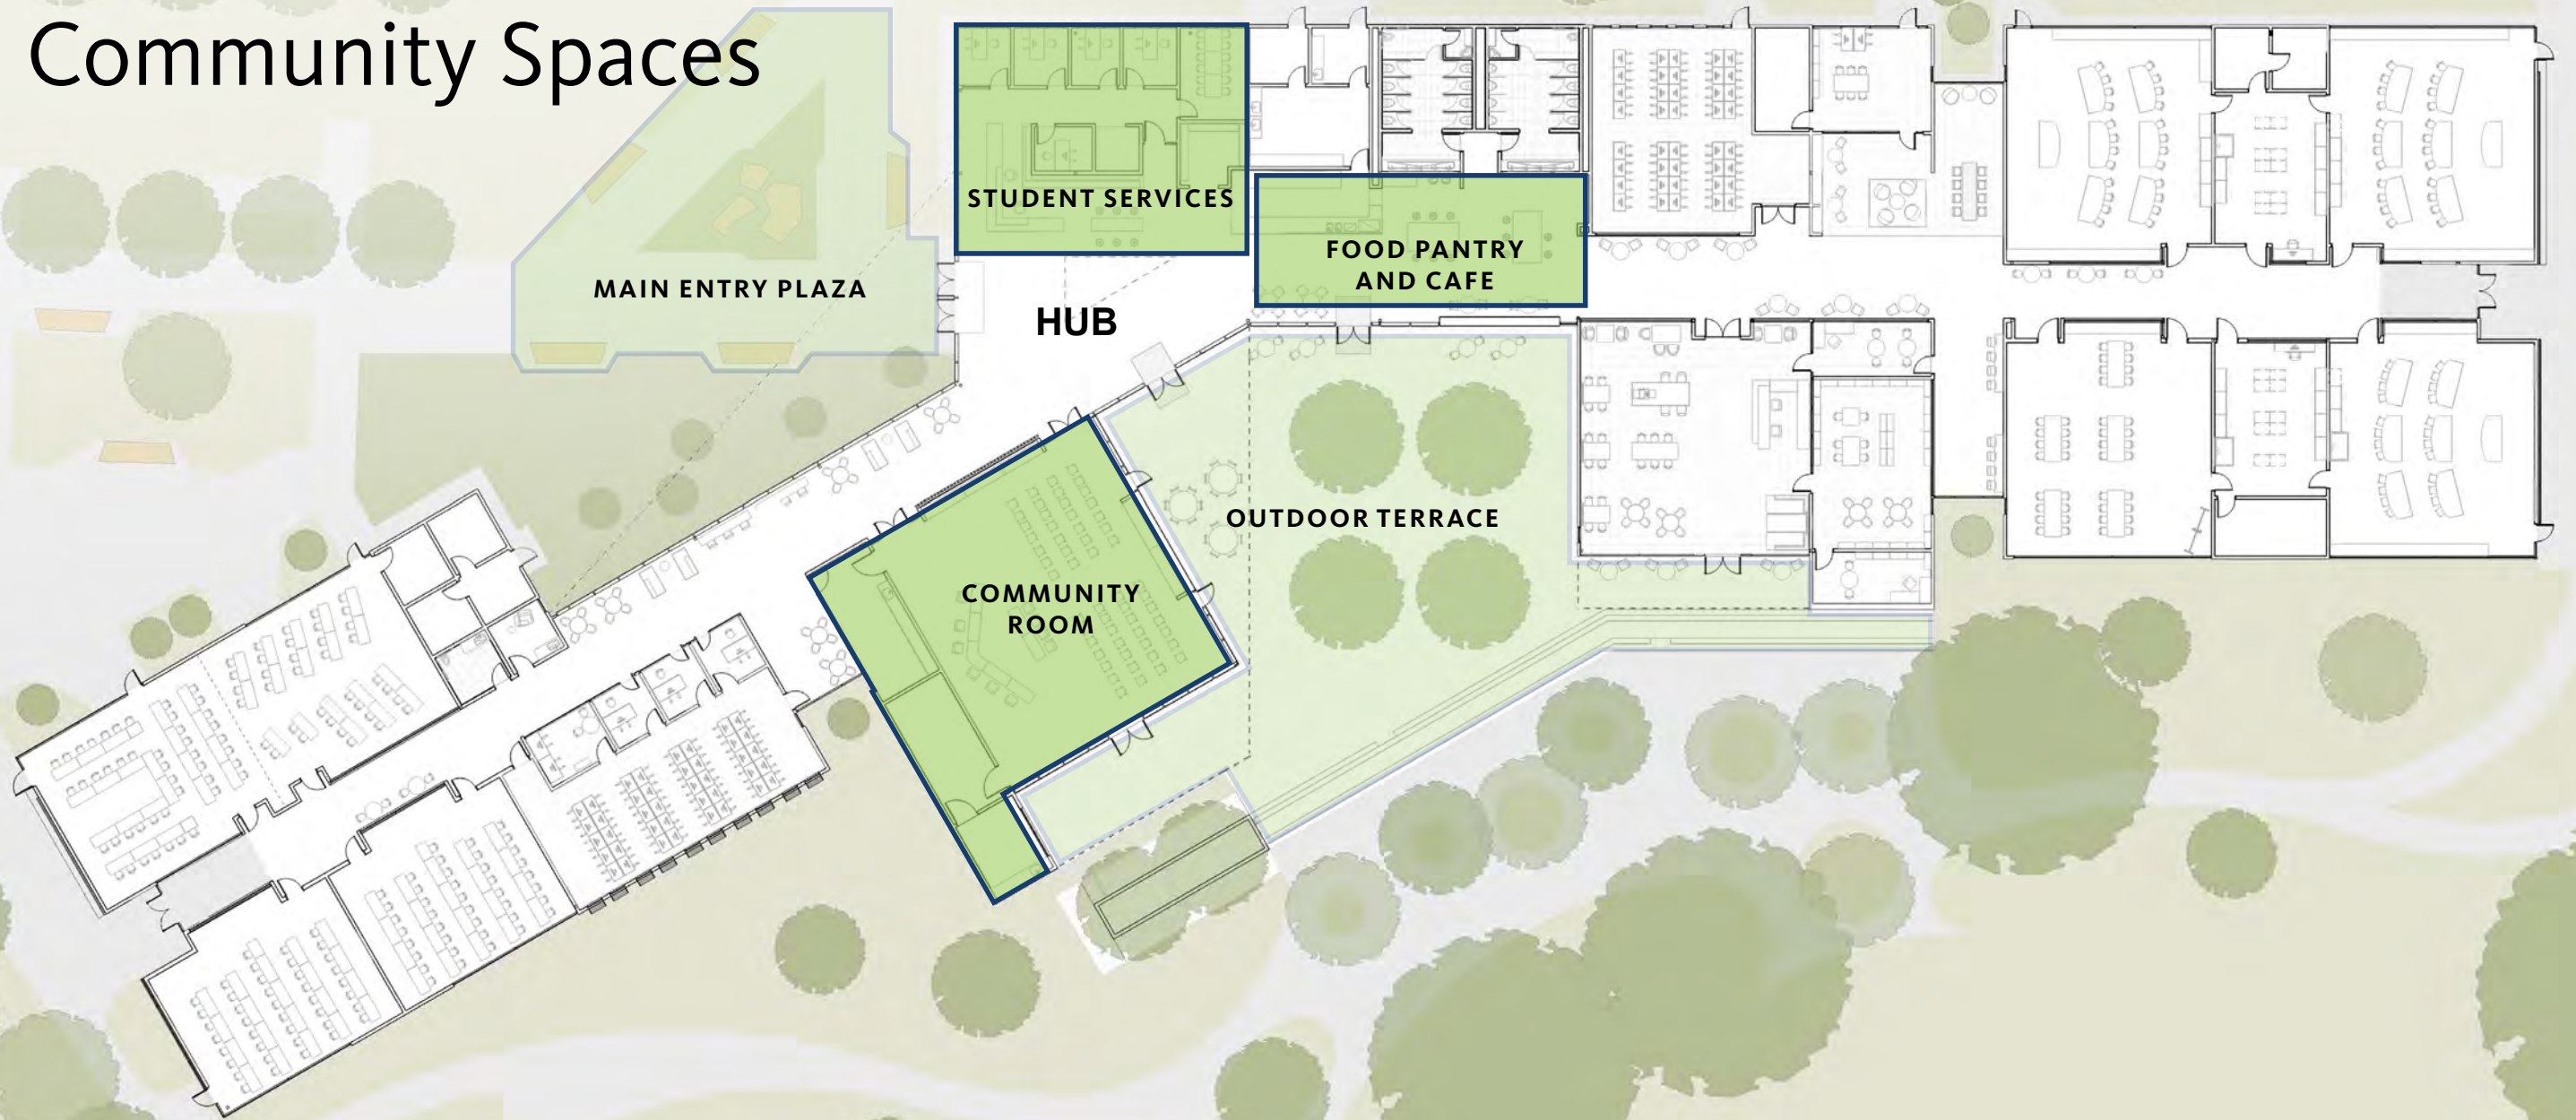 Community Spaces
STUDENT SERVICES
FOOD PANTRY
AND CAFE
MAIN ENTRY PLAZA
HUB
OUTDOOR TERRACE
COMMUNITY
ROOM